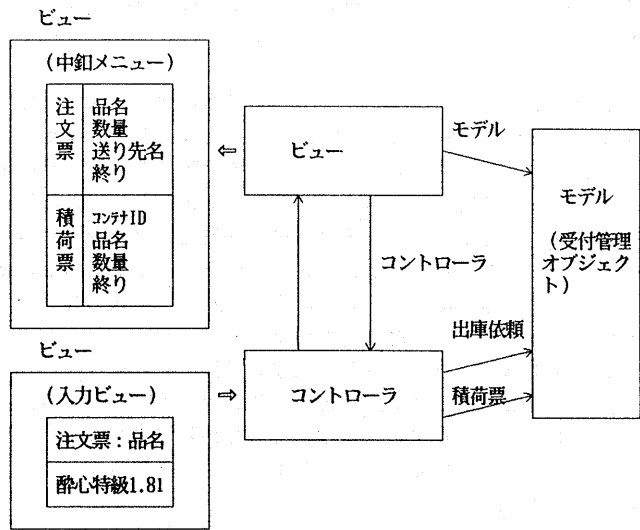 ビュー
(中釦メニュー)
注文票
品名
数量
送り先名
終り
積荷票
コンテナID
品名
数量
終り
⇦
ビュー
モデル
モデル
(受付管理
オブジェク
ト)
コントローラ
出庫依頼
積荷票
ビュー
(入力ビュー)
注文票:品名
酔心特級1.8l
⇨
コントローラ